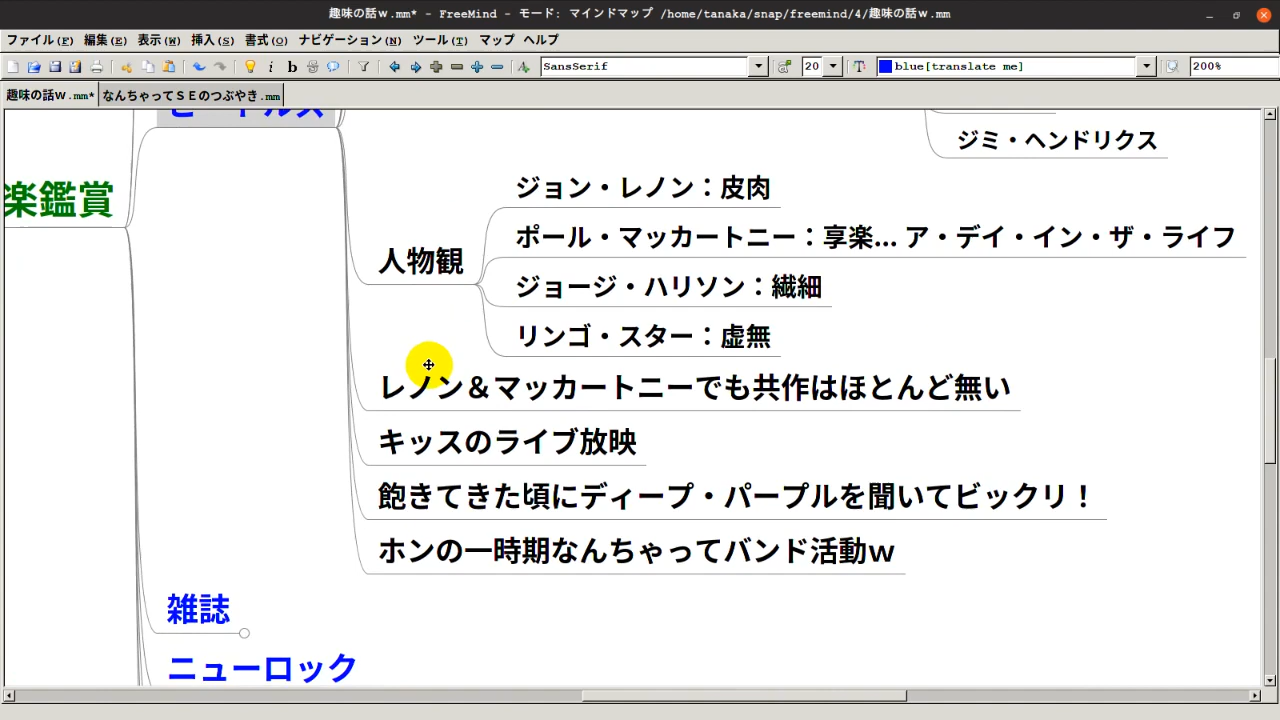 趣味の話ｗ.mm* - FreeMind - モード: マインドマップ /home/tanaka/snap/freemind/4/趣味の話ｗ.mm
ファイル(F) 編集(E) 表示(W) 挿入(S) 書式(O) ナビゲーション(N) ツール(T) マップ ヘルプ
SansSerif 20 blue[translate me] 200%
趣味の話ｗ.mm* なんちゃってＳＥのつぶやき.mm
ジミ・ヘンドリクス
楽鑑賞
ジョン・レノン：皮肉
ポール・マッカートニー：享楽... ア・デイ・イン・ザ・ライフ
人物観
ジョージ・ハリソン：繊細
リンゴ・スター：虚無
レノン＆マッカートニーでも共作はほとんど無い
キッスのライブ放映
飽きてきた頃にディープ・パープルを聞いてビックリ！
ホンの一時期なんちゃってバンド活動ｗ
雑誌
ニューロック